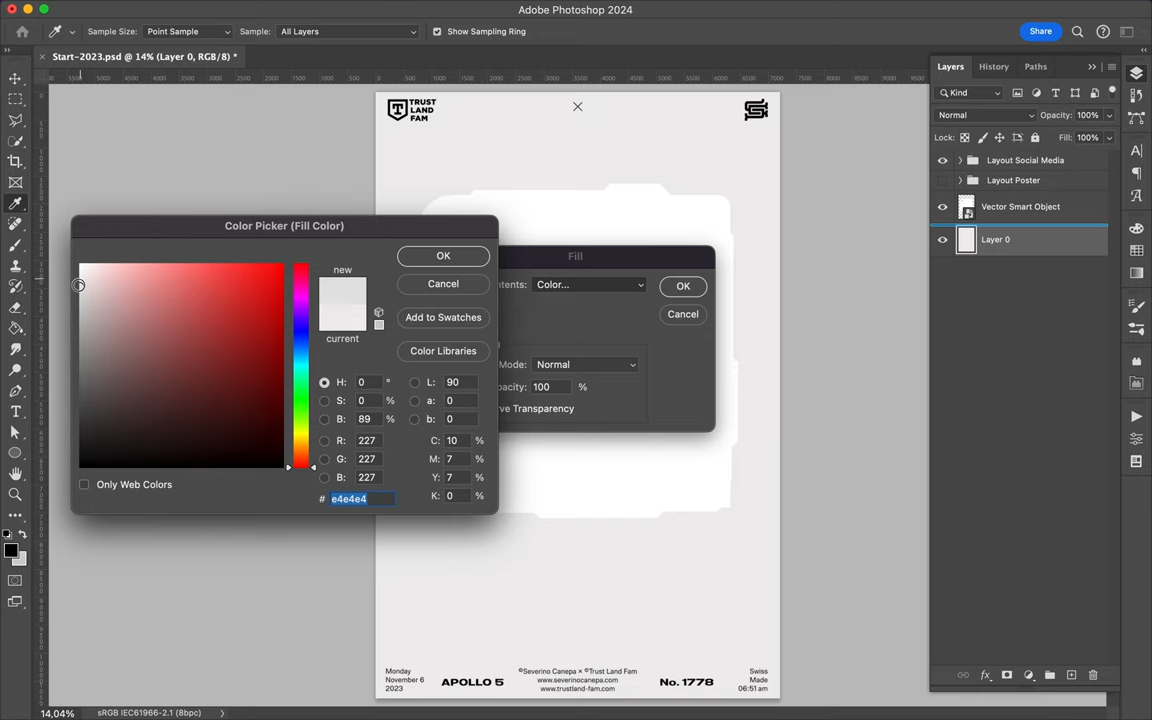 Adobe Photoshop 2024
Sample Size: Point Sample Sample: All Layers Show Sampling Ring Share
Start-2023.psd @ 14% (Layer 0, RGB/8) *
Layers History Paths
Kind
Normal Opacity: 100%
Lock: Fill: 100%
Layout Social Media
Layout Poster
Vector Smart Object
Layer 0
TRUST
LAND
FAM
Color Picker (Fill Color)
new
current
OK
Cancel
Add to Swatches
Color Libraries
H: 0 °
S: 0 %
B: 89 %
R: 227
G: 227
B: 227
# e4e4e4
L: 90
a: 0
b: 0
C: 10 %
M: 7 %
Y: 7 %
K: 0 %
Only Web Colors
Fill
ntents: Color...
OK
Cancel
Mode: Normal
pacity: 100 %
ve Transparency
Monday
November 6
2023
APOLLO 5
©Severino Canepa × ©Trust Land Fam
www.severinocanepa.com
www.trustland-fam.com
No. 1778
Swiss
Made
06:51 am
14,04% sRGB IEC61966-2.1 (8bpc)